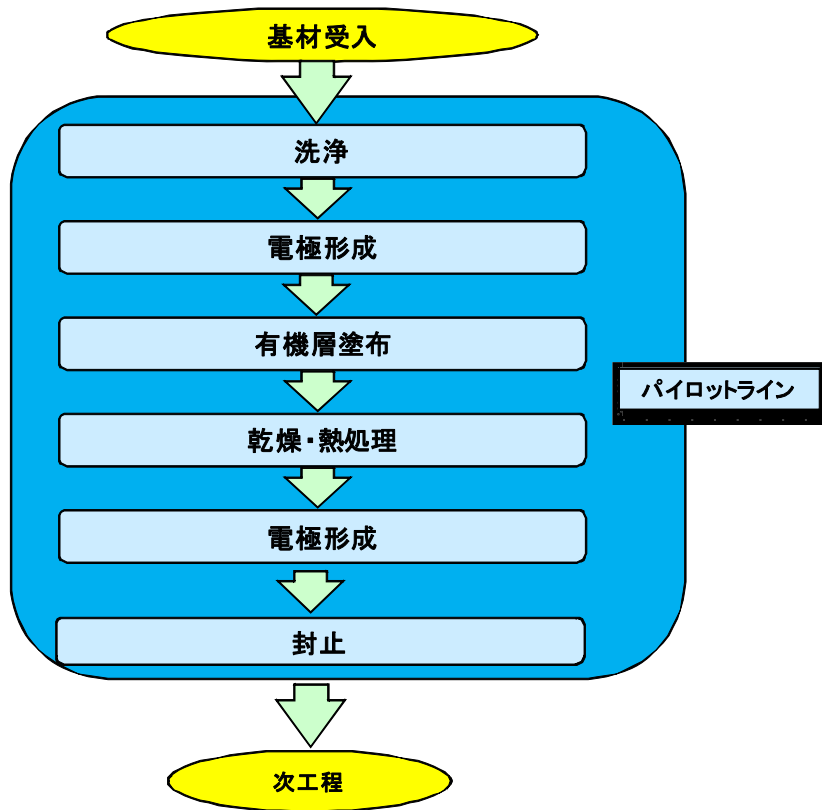 基材受入
洗浄
電極形成
有機層塗布
パイロットライン
乾燥・熱処理
電極形成
封止
次工程